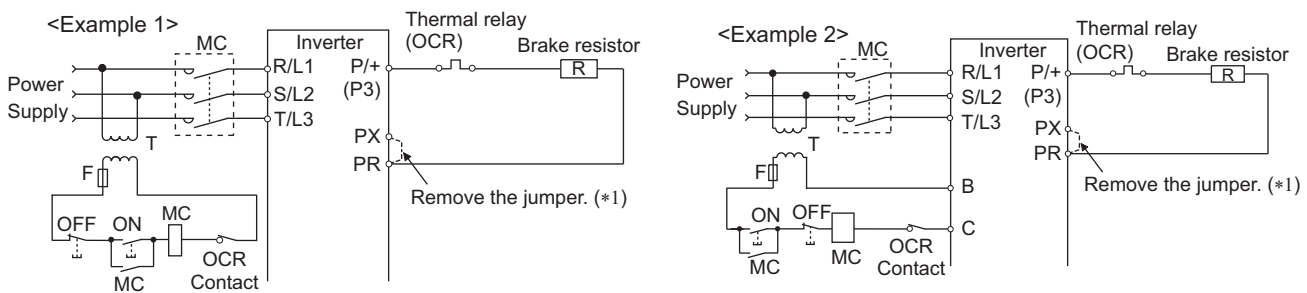 <Example 1>
MC
Power
Supply
Inverter
R/L1
S/L2
T/L3
P/+
(P3)
PX
PR
Thermal relay
(OCR)
Brake resistor
R
T
F
Remove the jumper. (*1)
OFF
ON
MC
MC
OCR
Contact
<Example 2>
MC
Power
Supply
Inverter
R/L1
S/L2
T/L3
P/+
(P3)
PX
PR
Thermal relay
(OCR)
Brake resistor
R
T
F
B
Remove the jumper. (*1)
ON
OFF
C
MC
MC
OCR
Contact